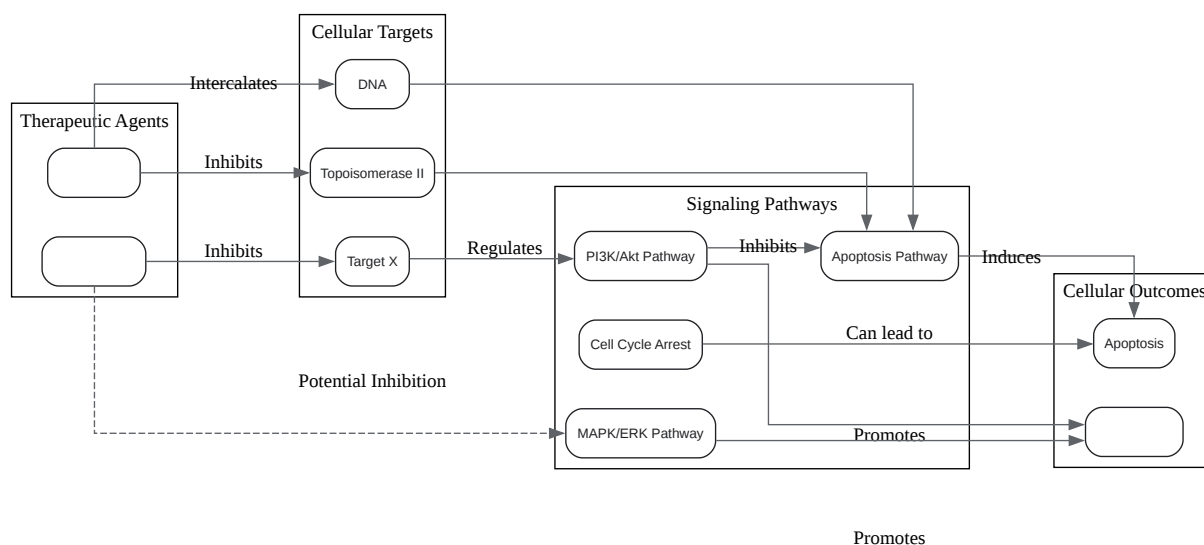 Cellular Targets
Intercalates
DNA
Therapeutic Agents
Inhibits
Topoisomerase II
Signaling Pathways
Inhibits
Target X
Regulates
PI3K/Akt Pathway
Inhibits
Apoptosis Pathway
Induces
Cellular Outcomes
Cell Cycle Arrest
Can lead to
Apoptosis
Potential Inhibition
MAPK/ERK Pathway
Promotes
Promotes